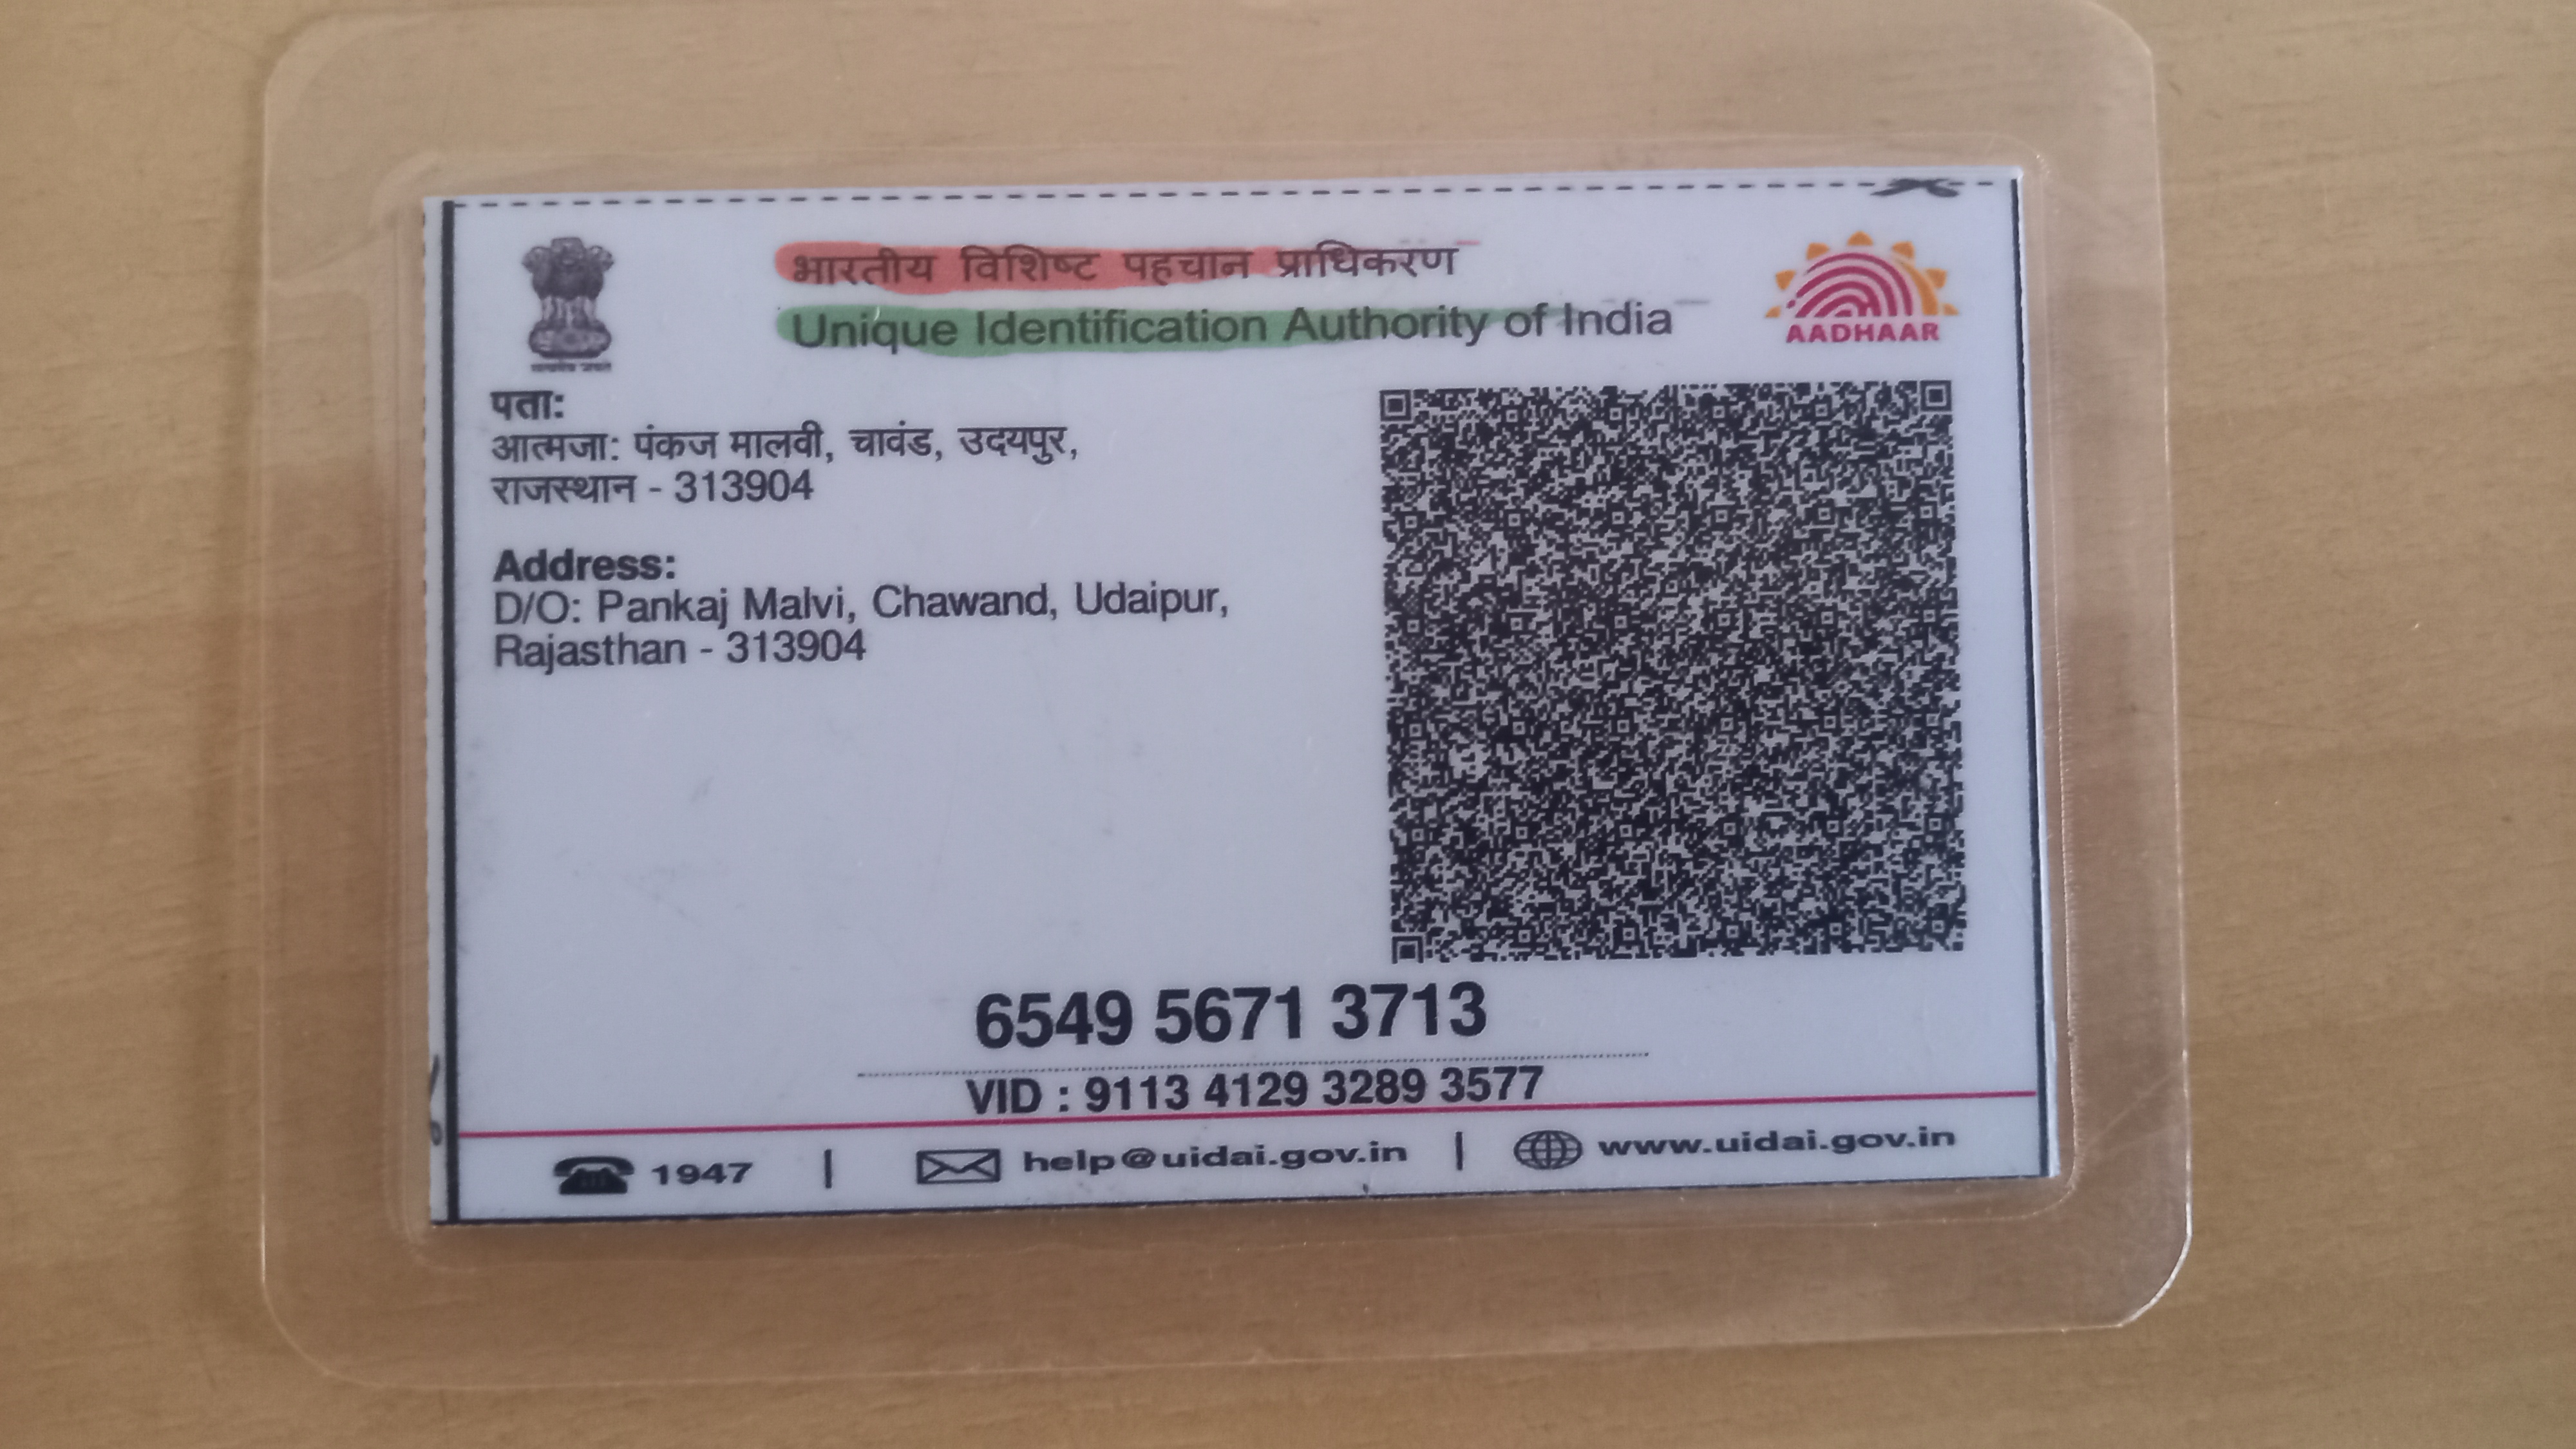 भारतीय विशिष्ट पहचान प्राधिकरण
Unique Identification Authority of India
AADHAAR
पता:
आत्मजा: पंकज मालवी, चावंड, उदयपुर,
राजस्थान - 313904
Address:
D/O: Pankaj Malvi, Chawand, Udaipur,
Rajasthan - 313904
6549 5671 3713
VID : 9113 4129 3289 3577
1947 | help@uidai.gov.in | www.uidai.gov.in